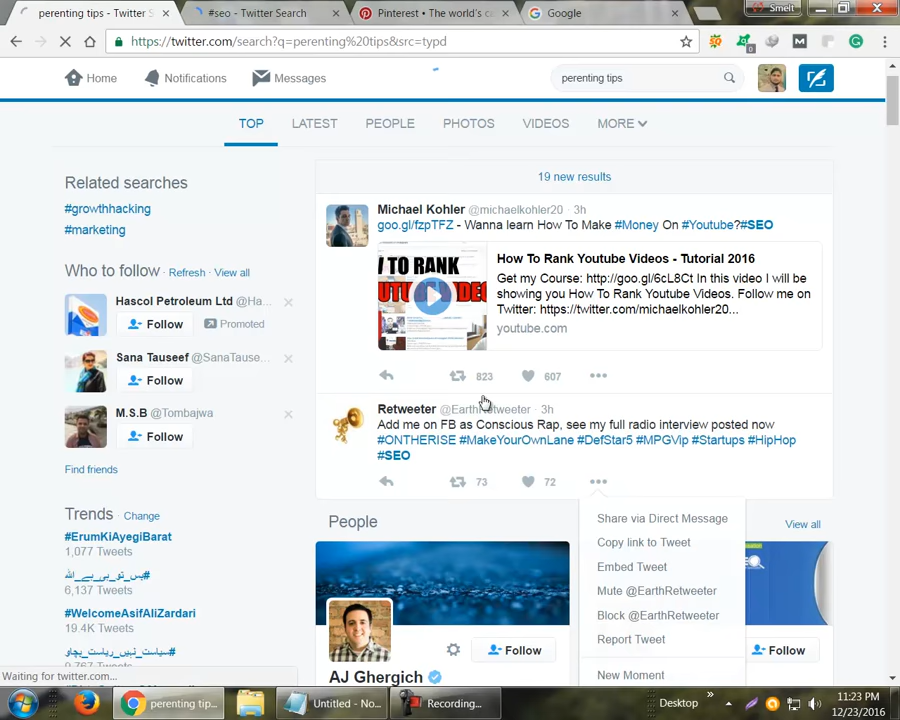 perenting tips - Twitter S
#seo - Twitter Search
Pinterest • The world's ca
Google
Smelt
https://twitter.com/search?q=perenting%20tips&src=typd
0
M
Home
Notifications
Messages
perenting tips
TOP
LATEST
PEOPLE
PHOTOS
VIDEOS
MORE
Related searches
#growthhacking
#marketing
Who to follow · Refresh · View all
Hascol Petroleum Ltd @Ha...
Follow
Promoted
Sana Tauseef @SanaTause...
Follow
M.S.B @Tombajwa
Follow
Find friends
Trends · Change
#ErumKiAyegiBarat
1,077 Tweets
#بس_تو_ہی_ہے_اللہ
6,137 Tweets
#WelcomeAsifAliZardari
19.4K Tweets
#سیاست_نہیں_ریاست_بچاو
9,767 Tweets
19 new results
Michael Kohler @michaelkohler20 · 3h
goo.gl/fzpTFZ - Wanna learn How To Make #Money On #Youtube?#SEO
How To Rank Youtube Videos - Tutorial 2016
Get my Course: http://goo.gl/6cL8Ct In this video I will be
showing you How To Rank Youtube Videos. Follow me on
Twitter: https://twitter.com/michaelkohler20...
youtube.com
823
607
Retweeter @EarthRetweeter · 3h
Add me on FB as Conscious Rap, see my full radio interview posted now
#ONTHERISE #MakeYourOwnLane #DefStar5 #MPGVip #Startups #HipHop
#SEO
73
72
Share via Direct Message
Copy link to Tweet
Embed Tweet
Mute @EarthRetweeter
Block @EarthRetweeter
Report Tweet
New Moment
People
View all
Follow
AJ Ghergich
Follow
Waiting for twitter.com...
perenting tip...
Untitled - No...
Recording...
Desktop
11:23 PM
12/23/2016